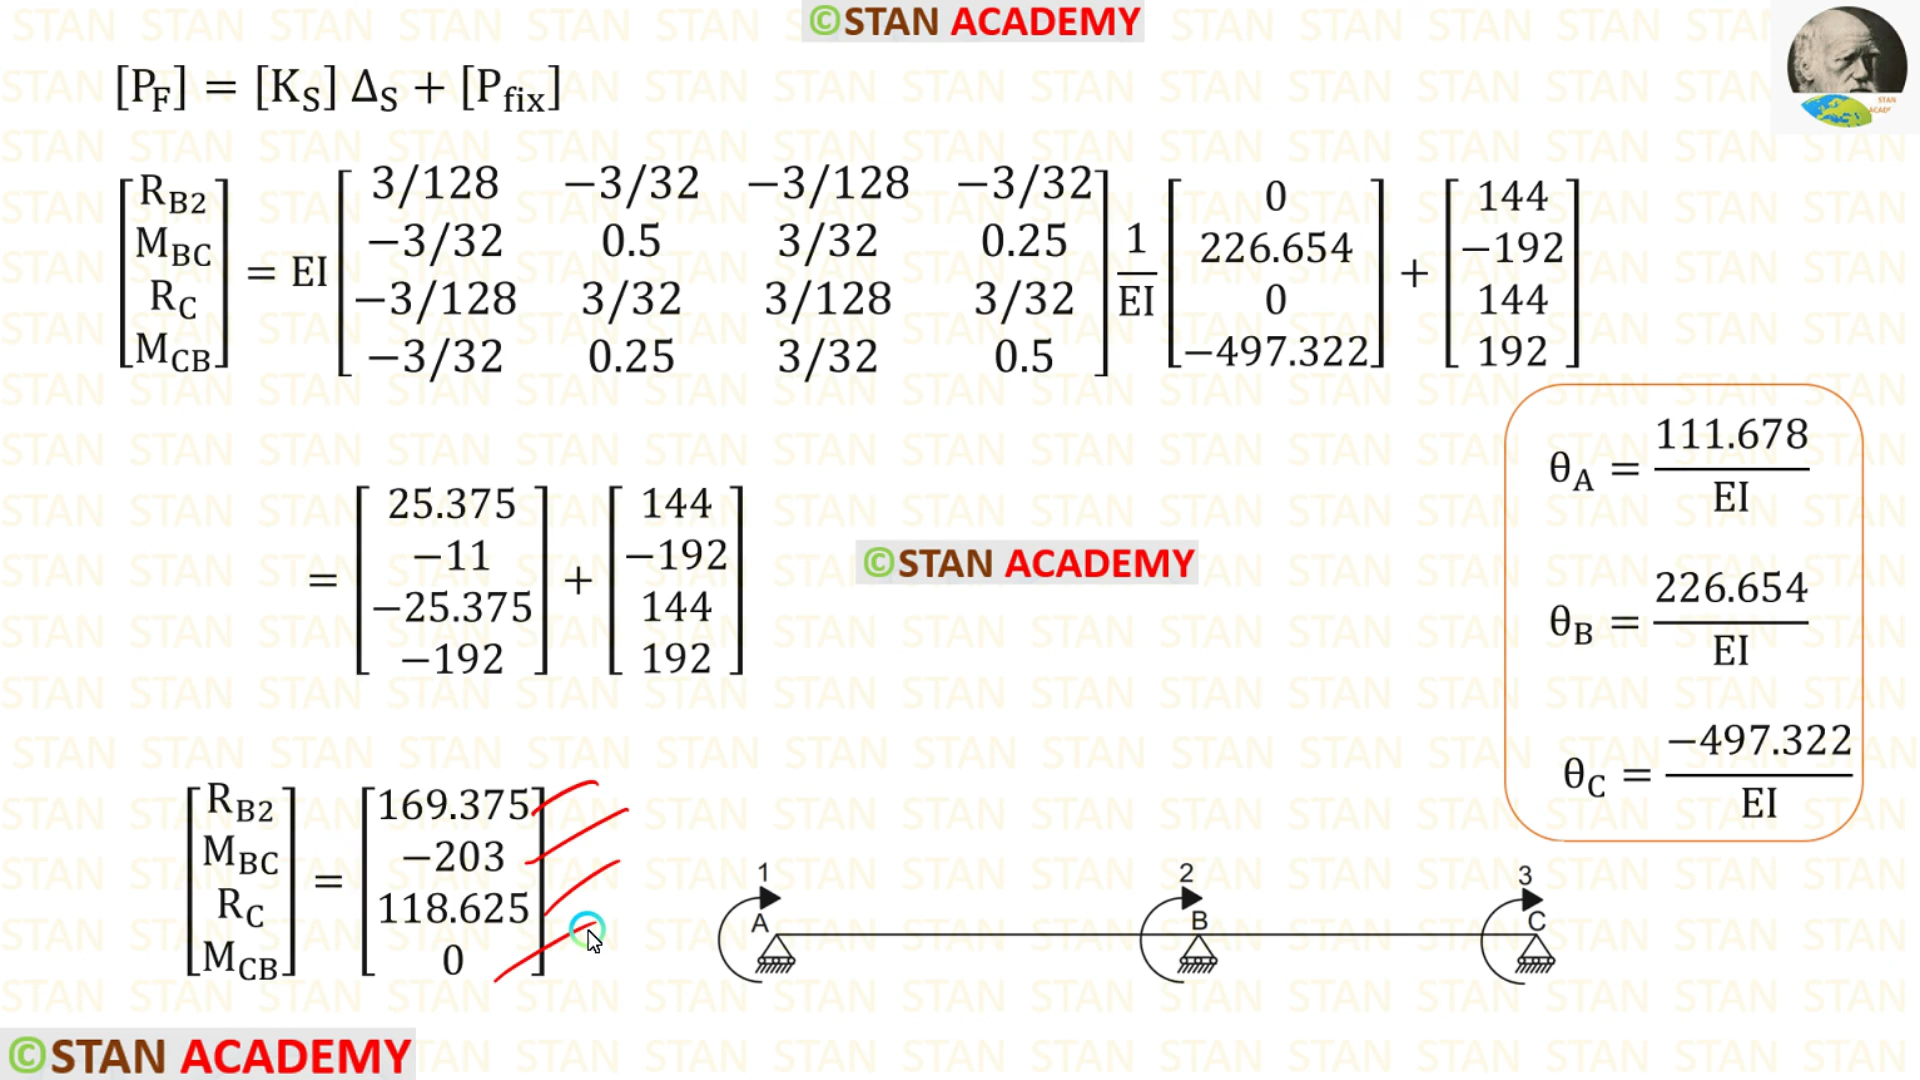 ©STAN ACADEMY
[P_F] = [K_S] Δ_S + [P_fix]
[R_B2; M_BC; R_C; M_CB] = EI [3/128 −3/32 −3/128 −3/32; −3/32 0.5 3/32 0.25; −3/128 3/32 3/128 3/32; −3/32 0.25 3/32 0.5] 1/EI [0; 226.654; 0; −497.322] + [144; −192; 144; 192]
θ_A = 111.678/EI
= [25.375; −11; −25.375; −192] + [144; −192; 144; 192]
©STAN ACADEMY
θ_B = 226.654/EI
θ_C = −497.322/EI
[R_B2; M_BC; R_C; M_CB] = [169.375; −203; 118.625; 0]
1 2 3
A B C
©STAN ACADEMY